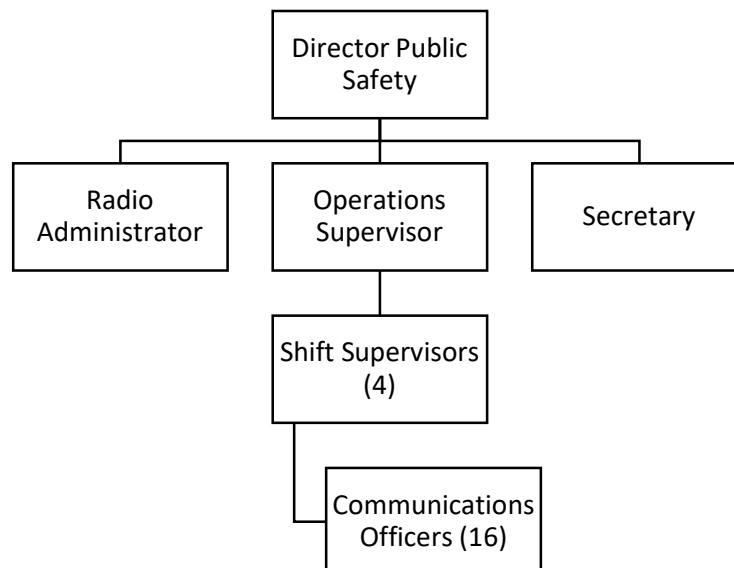 Director Public
Safety
Radio
Administrator
Operations
Supervisor
Secretary
Shift Supervisors
(4)
Communications
Officers (16)